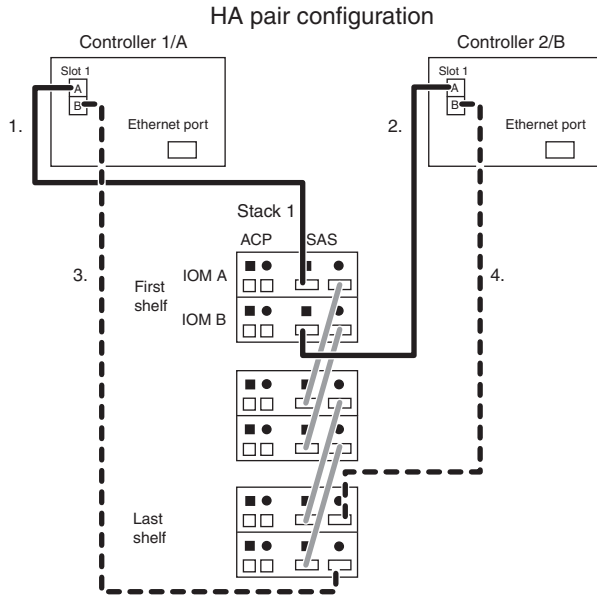 HA pair configuration
Controller 1/A
Controller 2/B
Slot 1
A
B
Ethernet port
Slot 1
A
B
Ethernet port
1.
2.
Stack 1
ACP
SAS
3.
First
shelf
IOM A
IOM B
4.
Last
shelf